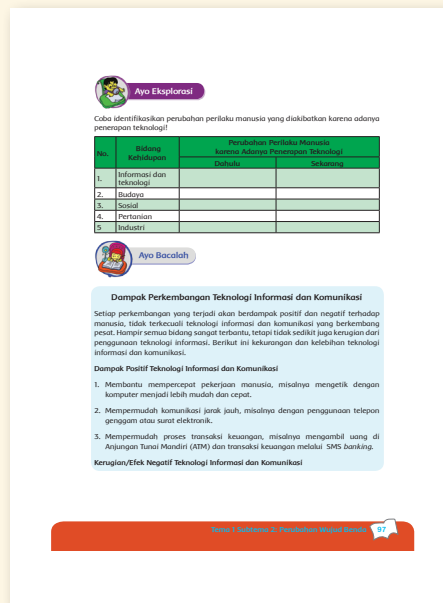 Ayo Eksplorasi
Coba identifikasikan perubahan perilaku manusia yang diakibatkan karena adanya
penerapan teknologi!
No. Bidang Kehidupan Perubahan Perilaku Manusia karena Adanya Penerapan Teknologi
Dahulu Sekarang
1. Informasi dan teknologi
2. Budaya
3. Sosial
4. Pertanian
5 Industri
Ayo Bacalah
Dampak Perkembangan Teknologi Informasi dan Komunikasi
Setiap perkembangan yang terjadi akan berdampak positif dan negatif terhadap
manusia, tidak terkecuali teknologi informasi dan komunikasi yang berkembang
pesat. Hampir semua bidang sangat terbantu, tetapi tidak sedikit juga kerugian dari
penggunaan teknologi informasi. Berikut ini kekurangan dan kelebihan teknologi
informasi dan komunikasi.
Dampak Positif Teknologi Informasi dan Komunikasi
1. Membantu mempercepat pekerjaan manusia, misalnya mengetik dengan
komputer menjadi lebih mudah dan cepat.
2. Mempermudah komunikasi jarak jauh, misalnya dengan penggunaan telepon
genggam atau surat elektronik.
3. Mempermudah proses transaksi keuangan, misalnya mengambil uang di
Anjungan Tunai Mandiri (ATM) dan transaksi keuangan melalui SMS banking.
Kerugian/Efek Negatif Teknologi Informasi dan Komunikasi
Tema 1 Subtema 2: Perubahan Wujud Benda 97